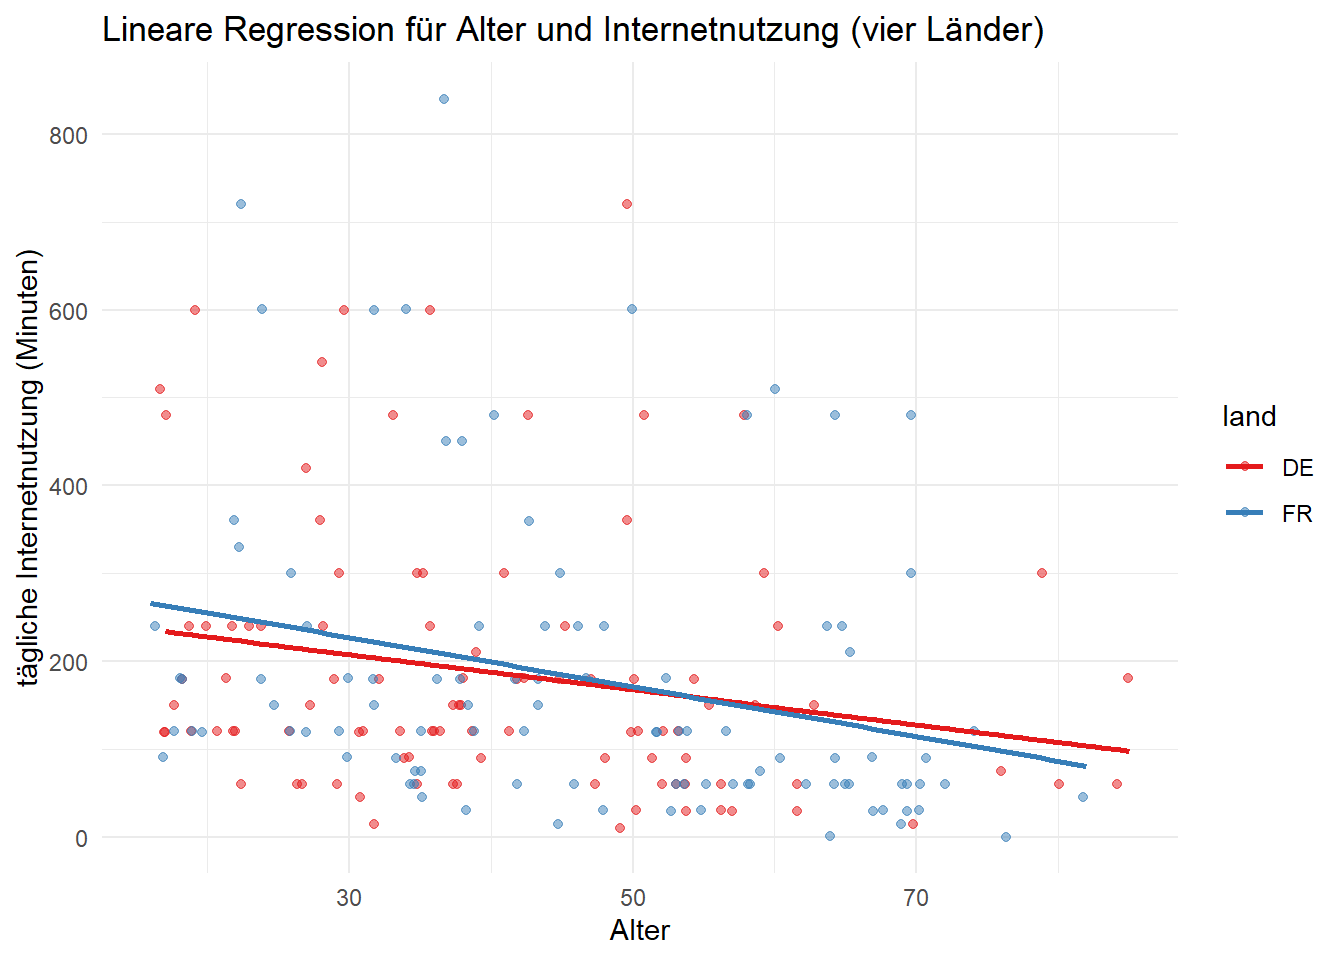 Lineare Regression für Alter und Internetnutzung (vier Länder)
tägliche Internetnutzung (Minuten)
800
600
400
200
0
30 50 70
Alter
land
DE
FR